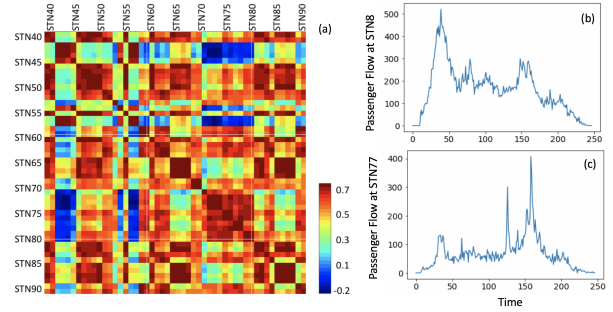 STN40
STN45
STN50
STN55
STN60
STN65
STN70
STN75
STN80
STN85
STN90
(a)
STN40
STN45
STN50
STN55
STN60
STN65
STN70
STN75
STN80
STN85
STN90
0.7
0.5
0.3
0.1
-0.2
Passenger Flow at STN8
500
400
300
200
100
0
(b)
0 50 100 150 200 250
Passenger Flow at STN77
400
300
200
100
0
(c)
0 50 100 150 200 250
Time